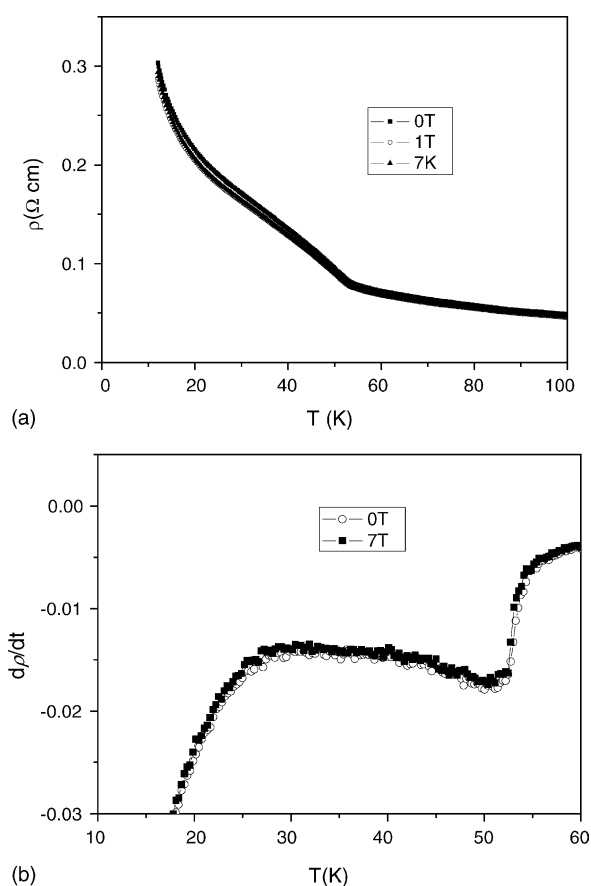 0.3
0.2
0.1
0.0
ρ(Ω cm)
0T
1T
7K
0 20 40 60 80 100
T (K)
(a)
0.00
-0.01
-0.02
-0.03
dρ/dt
0T
7T
10 20 30 40 50 60
T(K)
(b)